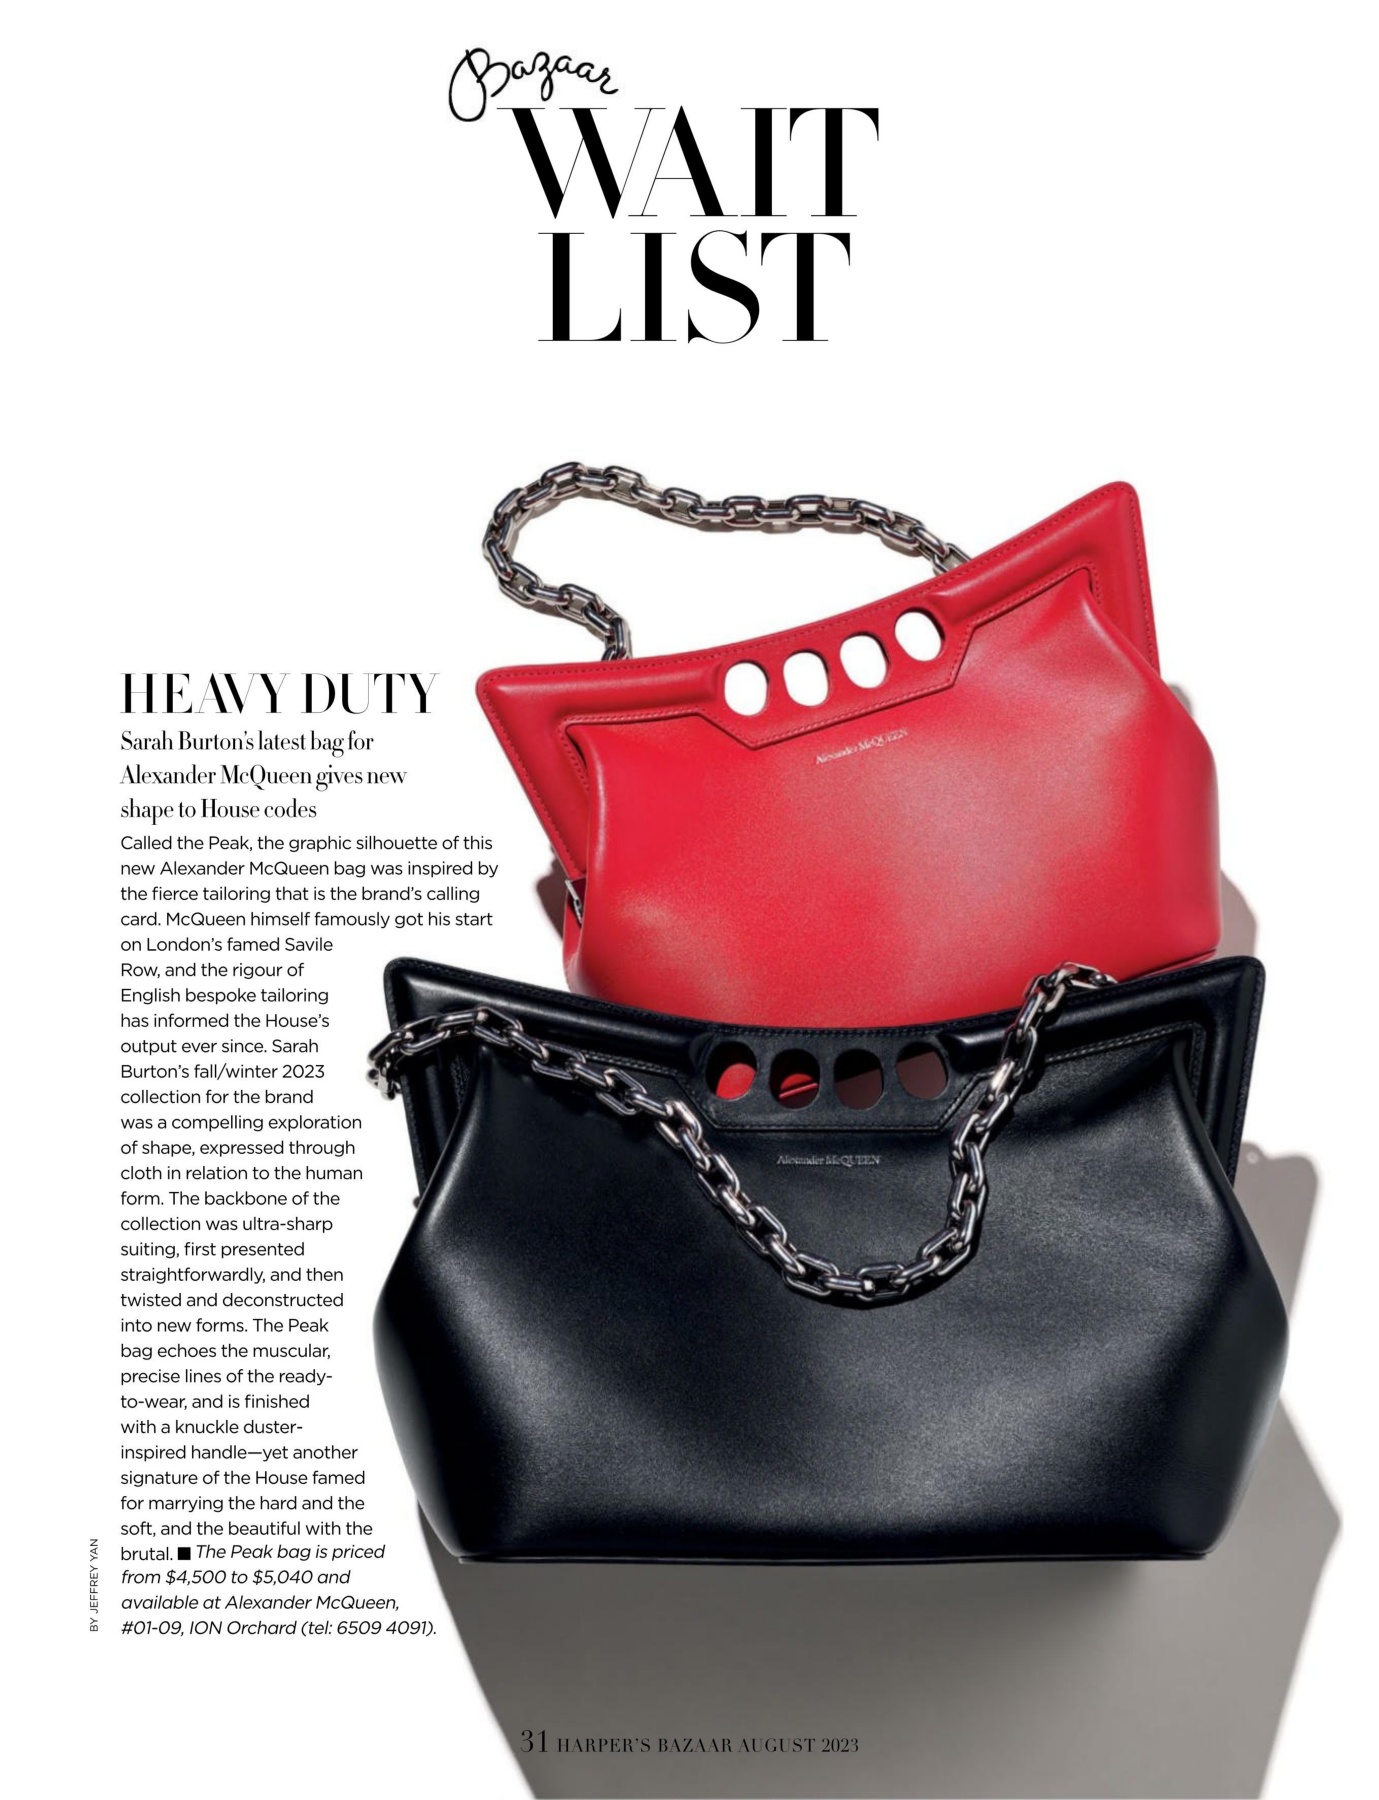 Bazaar
WAIT
LIST
Alexander McQUEEN
HEAVY DUTY
Sarah Burton's latest bag for
Alexander McQueen gives new
shape to House codes
Called the Peak, the graphic silhouette of this
new Alexander McQueen bag was inspired by
the fierce tailoring that is the brand's calling
card. McQueen himself famously got his start
on London's famed Savile
Row, and the rigour of
English bespoke tailoring
has informed the House's
output ever since. Sarah
Burton's fall/winter 2023
collection for the brand
was a compelling exploration
of shape, expressed through
cloth in relation to the human
form. The backbone of the
collection was ultra-sharp
suiting, first presented
straightforwardly, and then
twisted and deconstructed
into new forms. The Peak
bag echoes the muscular,
precise lines of the ready-
to-wear, and is finished
with a knuckle duster-
inspired handle—yet another
signature of the House famed
for marrying the hard and the
soft, and the beautiful with the
brutal. ■ The Peak bag is priced
from $4,500 to $5,040 and
available at Alexander McQueen,
#01-09, ION Orchard (tel: 6509 4091).
BY JEFFREY YAN
Alexander McQUEEN
31 HARPER'S BAZAAR AUGUST 2023